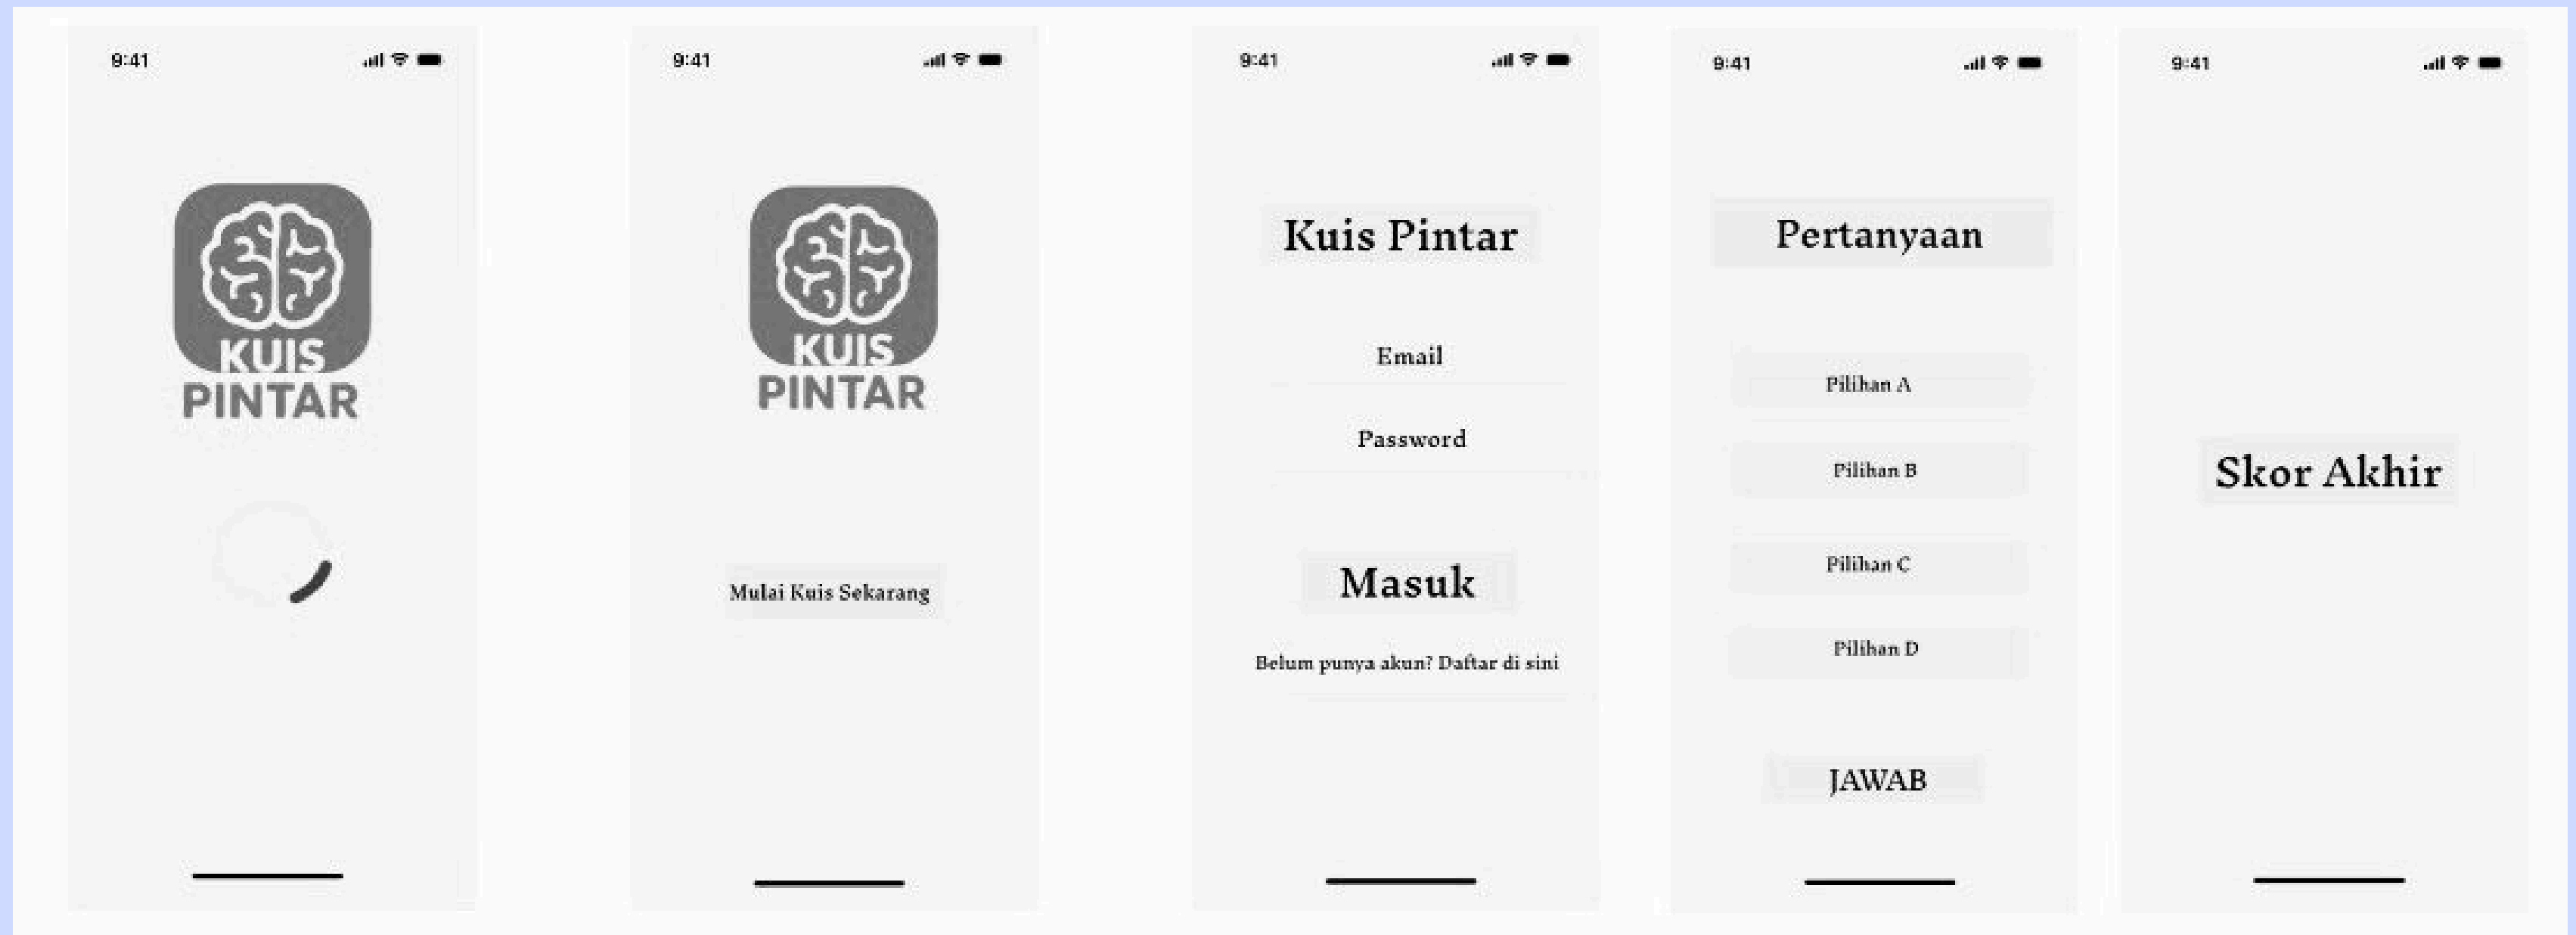 9:41
KUIS
PINTAR
9:41
KUIS
PINTAR
Mulai Kuis Sekarang
9:41
Kuis Pintar
Email
Password
Masuk
Belum punya akun? Daftar di sini
9:41
Pertanyaan
Pilihan A
Pilihan B
Pilihan C
Pilihan D
JAWAB
9:41
Skor Akhir